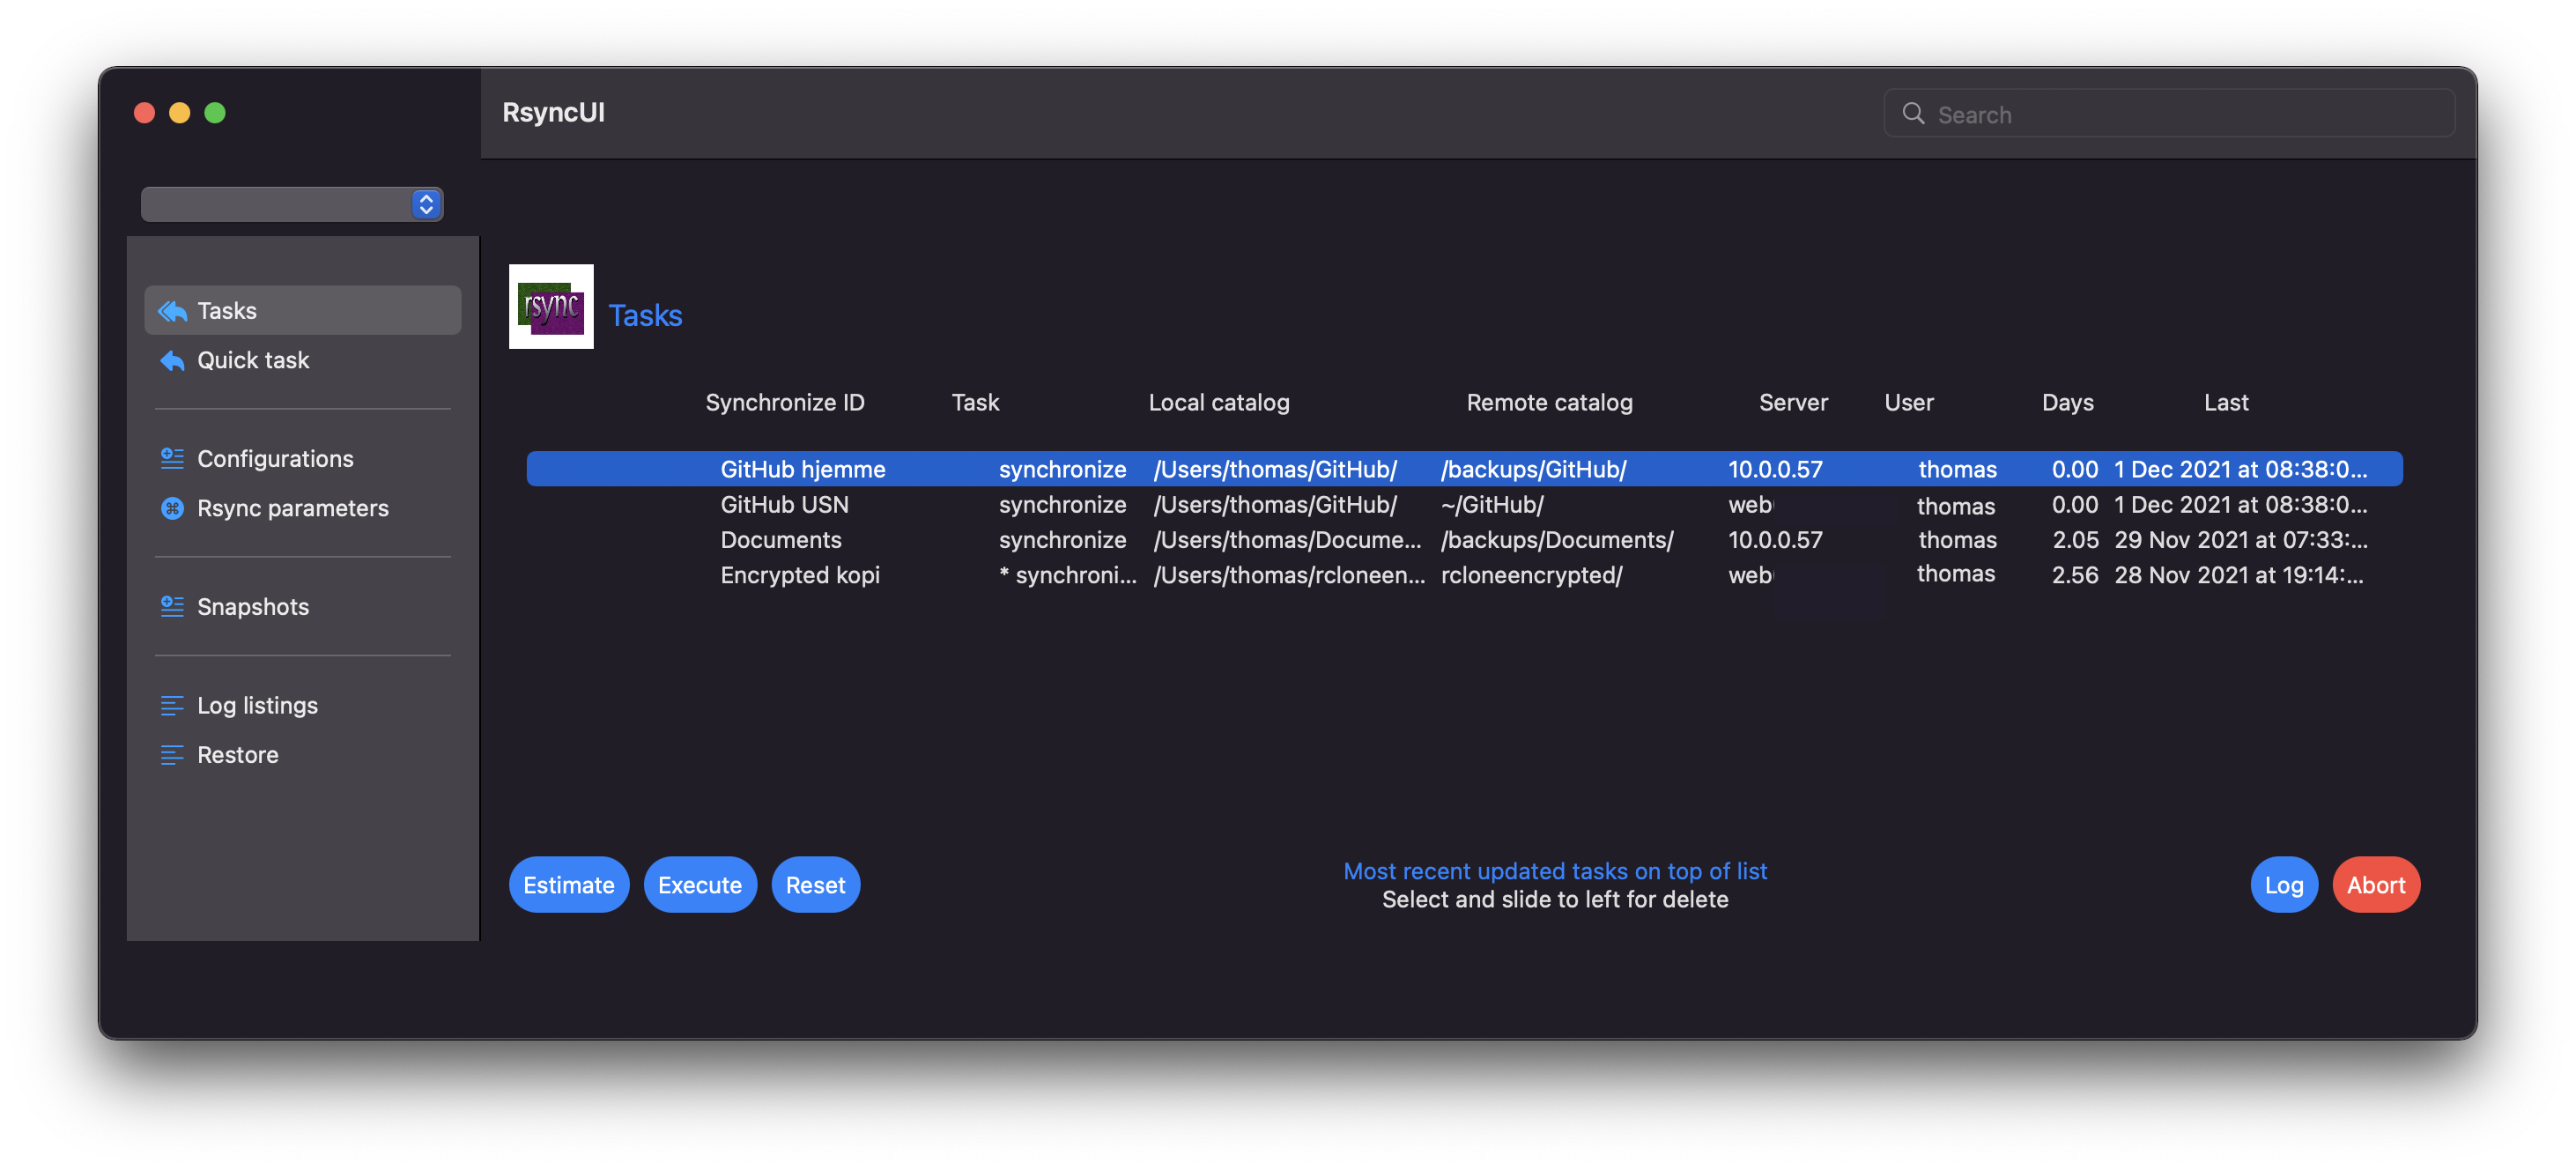 RsyncUI
Search
Tasks
Quick task
Configurations
Rsync parameters
Snapshots
Log listings
Restore
rsync
Tasks
Synchronize ID Task Local catalog Remote catalog Server User Days Last
GitHub hjemme synchronize /Users/thomas/GitHub/ /backups/GitHub/ 10.0.0.57 thomas 0.00 1 Dec 2021 at 08:38:0...
GitHub USN synchronize /Users/thomas/GitHub/ ~/GitHub/ web thomas 0.00 1 Dec 2021 at 08:38:0...
Documents synchronize /Users/thomas/Docume... /backups/Documents/ 10.0.0.57 thomas 2.05 29 Nov 2021 at 07:33:...
Encrypted kopi * synchroni... /Users/thomas/rcloneen... rcloneencrypted/ web thomas 2.56 28 Nov 2021 at 19:14:...
Estimate Execute Reset
Most recent updated tasks on top of list
Select and slide to left for delete
Log Abort